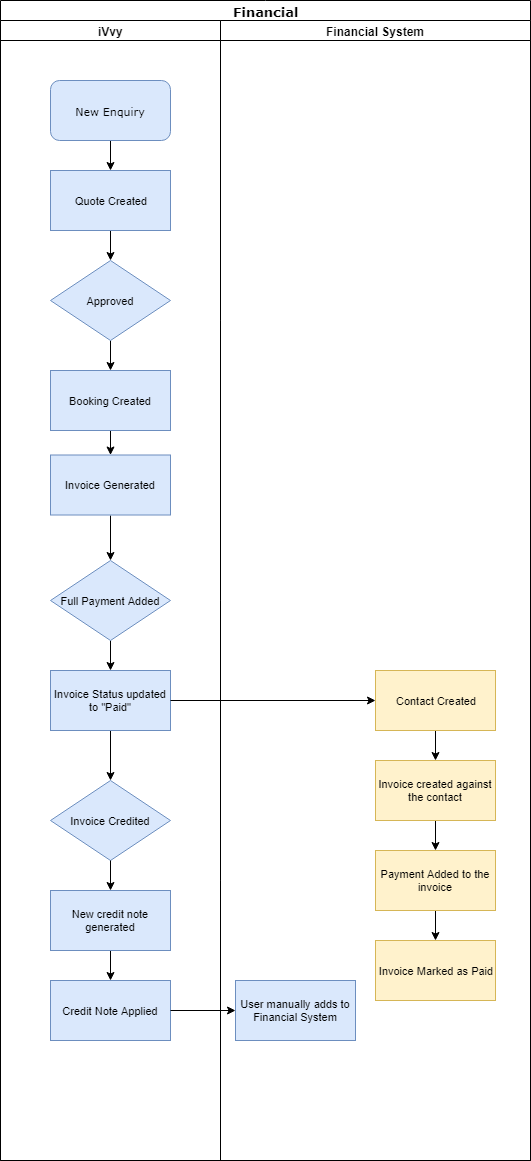 Financial
iVvy
Financial System
New Enquiry
Quote Created
Approved
Booking Created
Invoice Generated
Full Payment Added
Invoice Status updated
to "Paid"
Contact Created
Invoice created against
the contact
Invoice Credited
Payment Added to the
invoice
New credit note
generated
Invoice Marked as Paid
Credit Note Applied
User manually adds to
Financial System